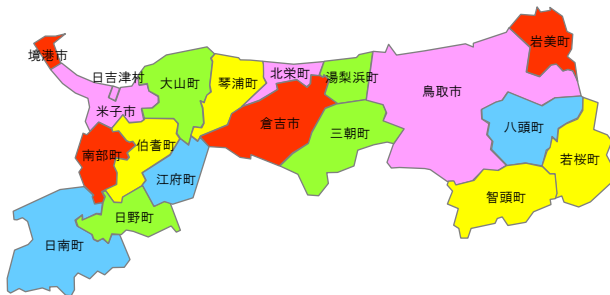 岩美町
境港市
日吉津村
大山町
琴浦町
北栄町
湯梨浜町
鳥取市
米子市
倉吉市
八頭町
三朝町
伯耆町
南部町
若桜町
江府町
智頭町
日野町
日南町